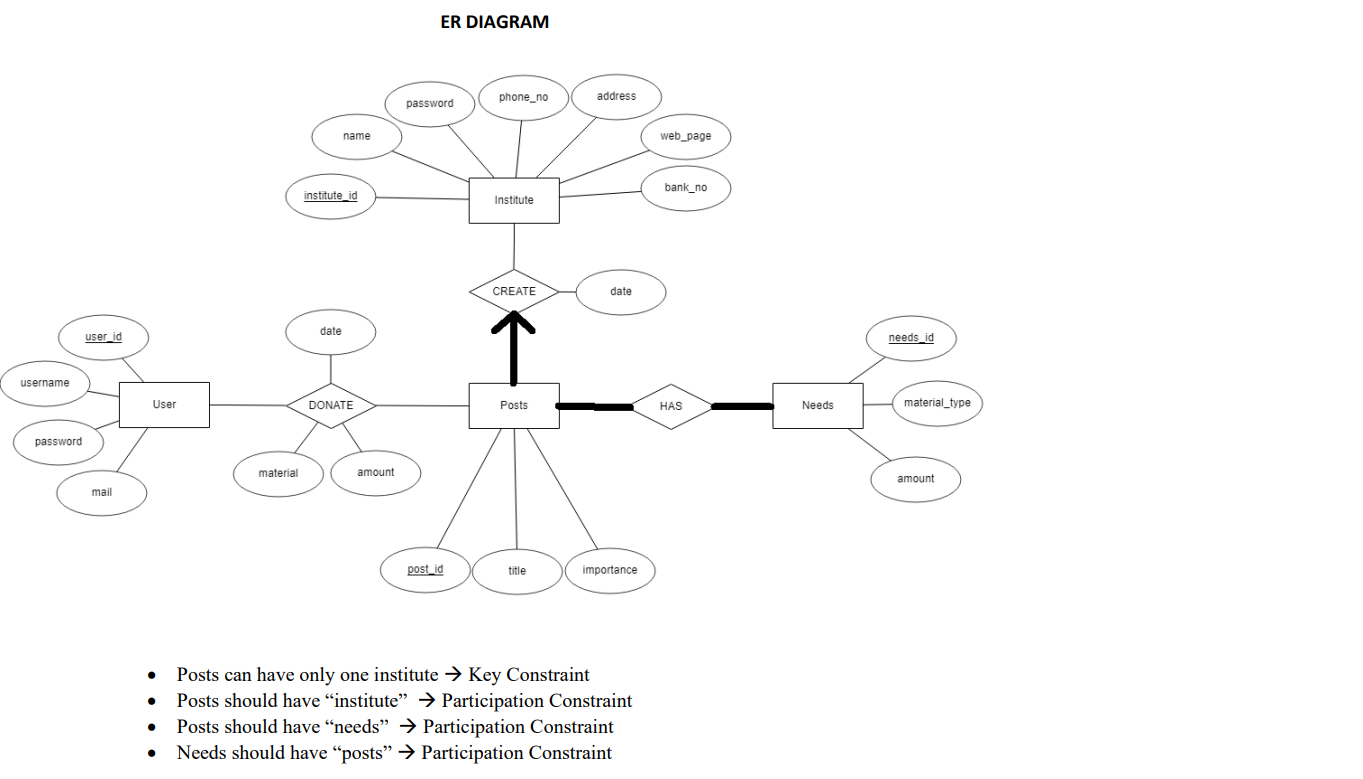 ER DIAGRAM
password
phone_no
address
name
web_page
institute_id
Institute
bank_no
CREATE
date
user_id
date
needs_id
username
User
DONATE
Posts
HAS
Needs
material_type
password
material
amount
amount
mail
post_id
title
importance
• Posts can have only one institute → Key Constraint
• Posts should have “institute” → Participation Constraint
• Posts should have “needs” → Participation Constraint
• Needs should have “posts” → Participation Constraint